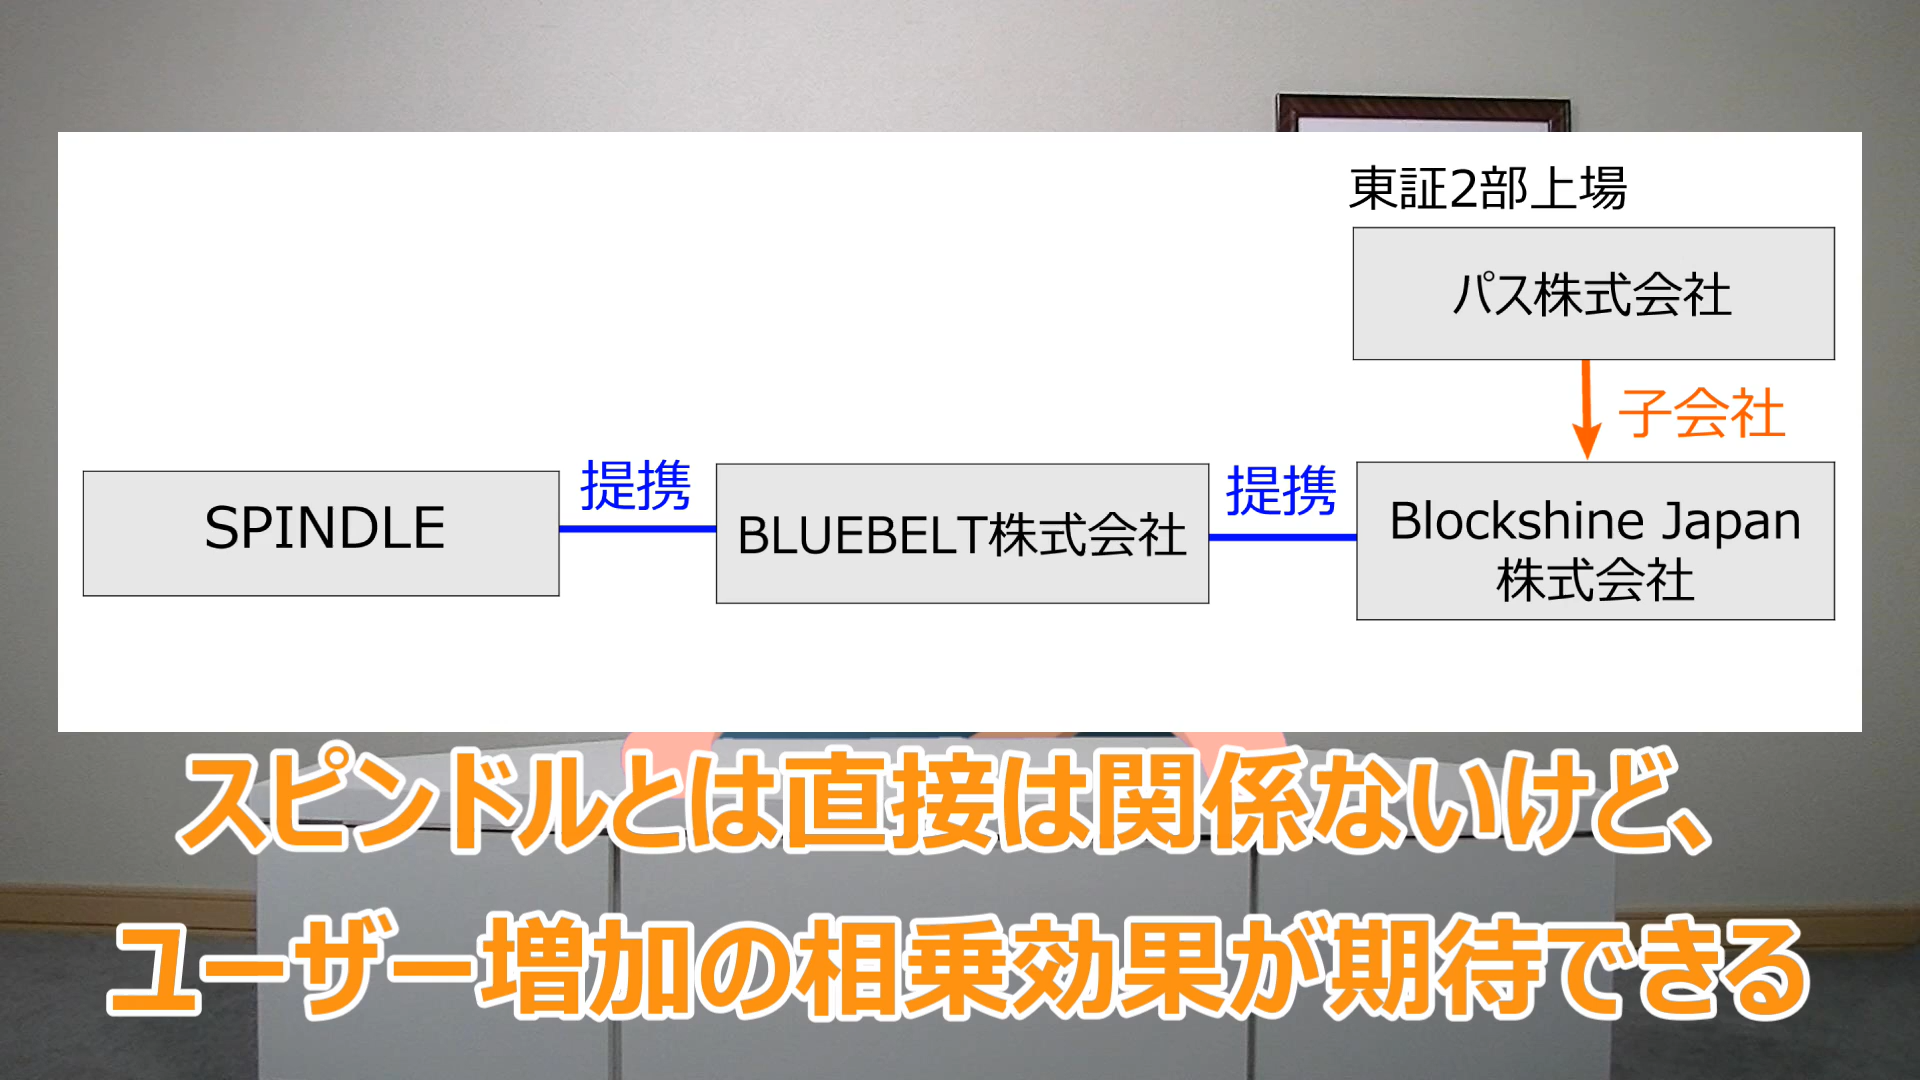 東証2部上場
パス株式会社
子会社
SPINDLE
提携
BLUEBELT株式会社
提携
Blockshine Japan
株式会社
スピンドルとは直接は関係ないけど、
ユーザー増加の相乗効果が期待できる